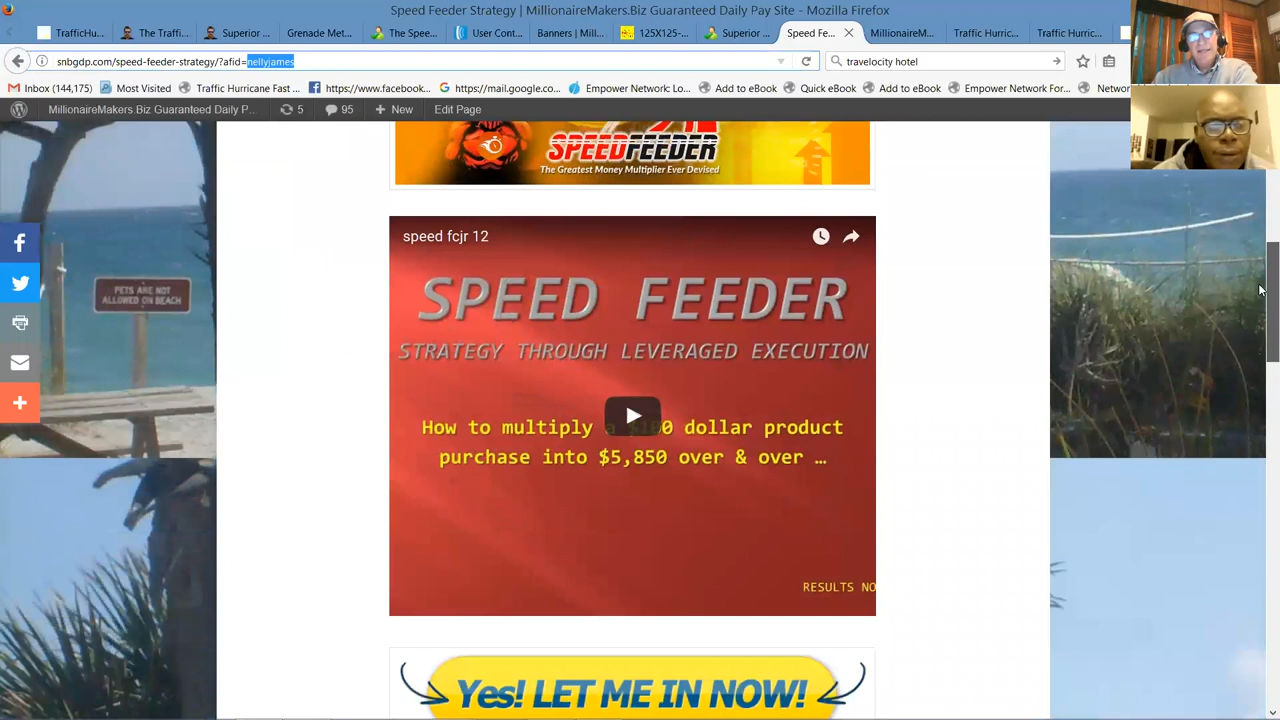 Speed Feeder Strategy | MillionaireMakers.Biz Guaranteed Daily Pay Site - Mozilla Firefox
TrafficHu...
The Traffi...
Superior ...
Grenade Met...
The Spee...
User Cont...
Banners | Mill...
125X125-...
Superior ...
Speed Fe...
MillionaireM...
Traffic Hurric...
Traffic Hurric...
snbgdp.com/speed-feeder-strategy/?afid=nellyjames
travelocity hotel
Inbox (144,175)
Most Visited
Traffic Hurricane Fast ...
https://www.facebook...
https://mail.google.co...
Empower Network: Lo...
Add to eBooks
Quick eBook
Add to eBooks
Empower Network For...
Network
MillionaireMakers.Biz Guaranteed Daily P...
5
95
New
Edit Page
SPEEDFEEDER
The Greatest Money Multiplier Ever Devised
PETS ARE NOT
ALLOWED ON BEACH
speed fcjr 12
SPEED FEEDER
STRATEGY THROUGH LEVERAGED EXECUTION
How to multiply a dollar product
purchase into $5,850 over & over …
RESULTS NO
Yes! LET ME IN NOW!